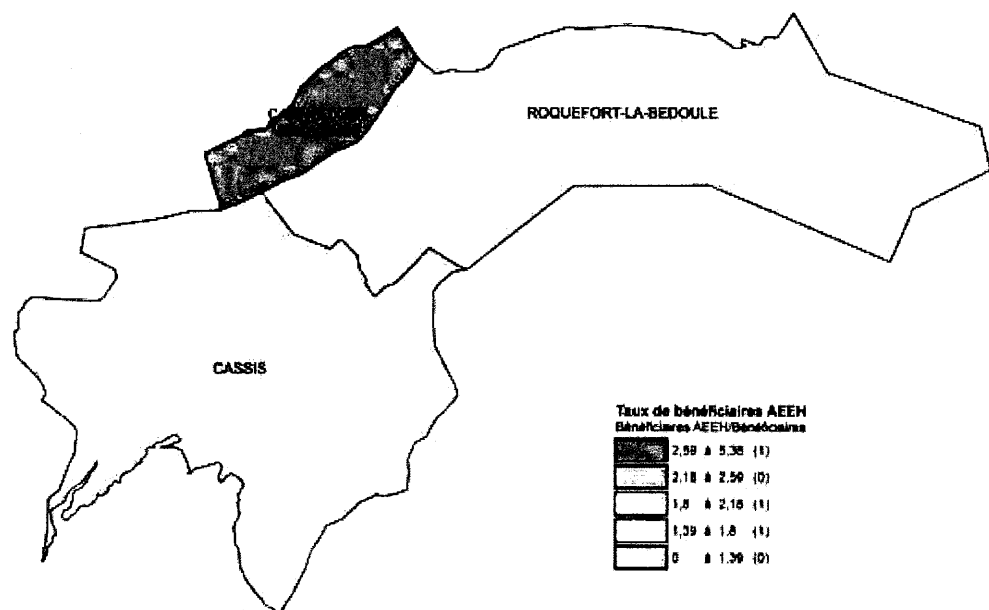 ROQUEFORT-LA-BEDOULE
CASSIS
Taux de bénéficiaires AEEH
Bénéficiaires AEEH/Bénéficiaires
2,59 à 5,36 (1)
2,18 à 2,59 (0)
1,8 à 2,18 (1)
1,39 à 1,8 (1)
0 à 1,39 (0)